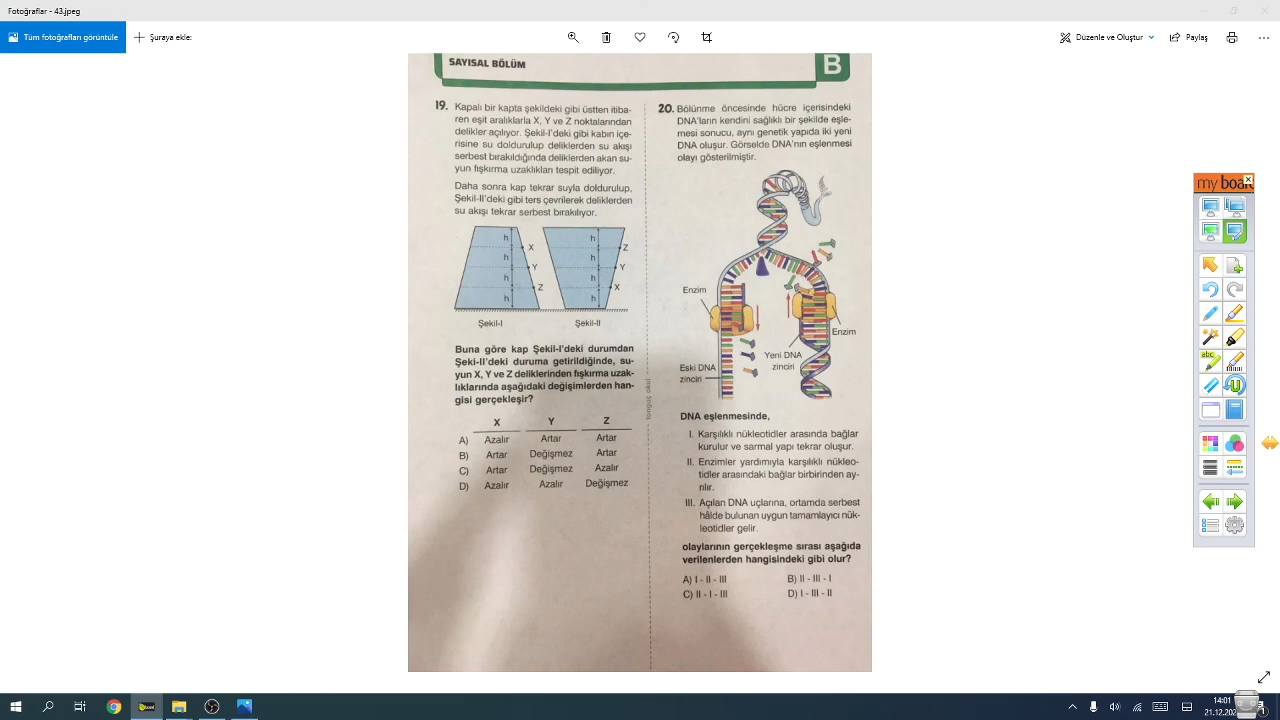 Fotoğraflar - 43.jpeg
Tüm fotoğrafları görüntüle
Şuraya ekle:
Düzenle ve Oluştur
Paylaş
SAYISAL BÖLÜM
B
19. Kapalı bir kapta şekildeki gibi üstten itiba-
ren eşit aralıklarla X, Y ve Z noktalarından
delikler açılıyor. Şekil-I'deki gibi kabın içe-
risine su doldurulup deliklerden su akışı
serbest bırakıldığında deliklerden akan su-
yun fışkırma uzaklıkları tespit ediliyor.
Daha sonra kap tekrar suyla doldurulup,
Şekil-II'deki gibi ters çevrilerek deliklerden
su akışı tekrar serbest bırakılıyor.
h
X
h
Y
h
Z
h
Şekil-I
h
Z
h
Y
h
X
h
Şekil-II
Buna göre kap Şekil-I'deki durumdan
Şeki-II'deki duruma getirildiğinde, su-
yun X, Y ve Z deliklerinden fışkırma uzak-
lıklarında aşağıdaki değişimlerden han-
gisi gerçekleşir?
X Y Z
A) Azalır Artar Artar
B) Artar Değişmez Artar
C) Artar Değişmez Azalır
D) Azalır Azalır Değişmez
20. Bölünme öncesinde hücre içerisindeki
DNA'ların kendini sağlıklı bir şekilde eşle-
mesi sonucu, aynı genetik yapıda iki yeni
DNA oluşur. Görselde DNA'nın eşlenmesi
olayı gösterilmiştir.
Enzim
Enzim
Yeni DNA
zinciri
Eski DNA
zinciri
DNA eşlenmesinde,
I. Karşılıklı nükleotidler arasında bağlar
kurulur ve sarmal yapı tekrar oluşur.
II. Enzimler yardımıyla karşılıklı nükleo-
tidler arasındaki bağlar birbirinden ay-
rılır.
III. Açılan DNA uçlarına, ortamda serbest
hâlde bulunan uygun tamamlayıcı nük-
leotidler gelir.
olaylarının gerçekleşme sırası aşağıda
verilenlerden hangisindeki gibi olur?
A) I - II - III B) II - III - I
C) II - I - III D) I - III - II
my board
abc
14:01
21.12.20